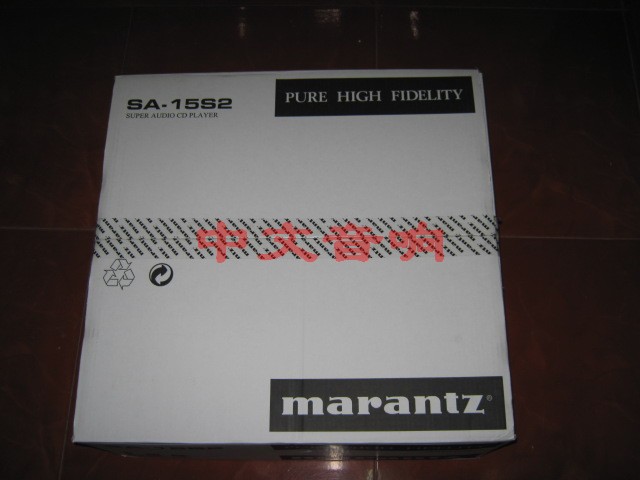 SA-15S2
SUPER AUDIO CD PLAYER
PURE HIGH FIDELITY
中文音响
marantz®